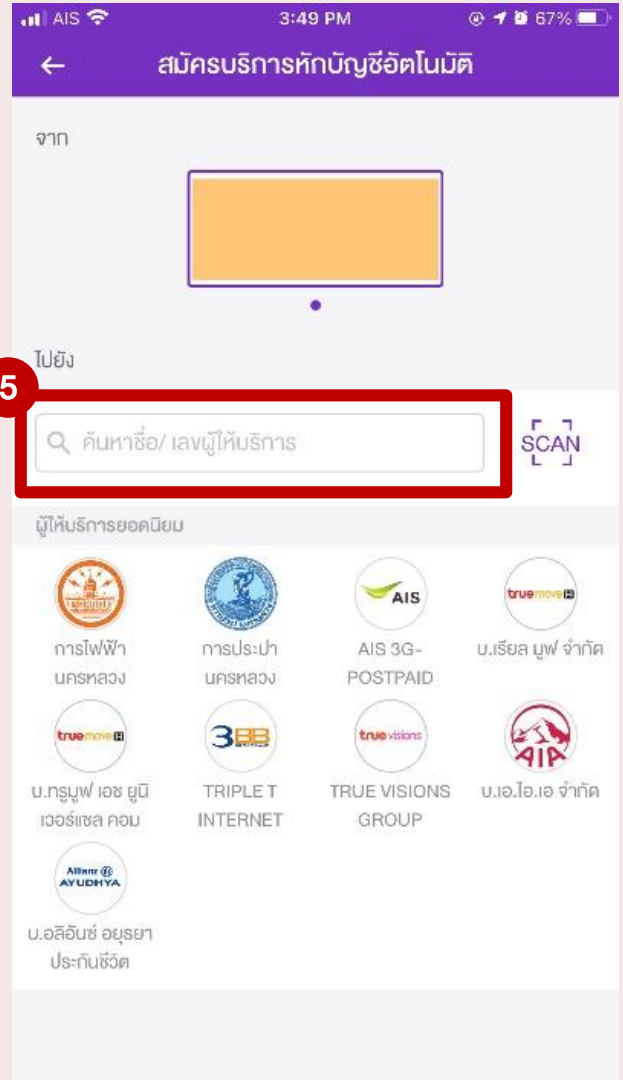 AIS 3:49 PM 67%
สมัครบริการหักบัญชีอัตโนมัติ
จาก
ไปยัง
5
ค้นหาชื่อ/ เลขผู้ให้บริการ
SCAN
ผู้ให้บริการยอดนิยม
AIS
truemove H
การไฟฟ้า
นครหลวง
การประปา
นครหลวง
AIS 3G-
POSTPAID
บ.เรียล มูฟ จำกัด
truemove H
3BB
truevisions
AIA
บ.ทรูมูฟ เอช ยูนิ
เวอร์แซล คอม
TRIPLE T
INTERNET
TRUE VISIONS
GROUP
บ.เอ.ไอ.เอ จำกัด
Allianz
AYUDHYA
บ.อลิอันซ์ อยุธยา
ประกันชีวิต